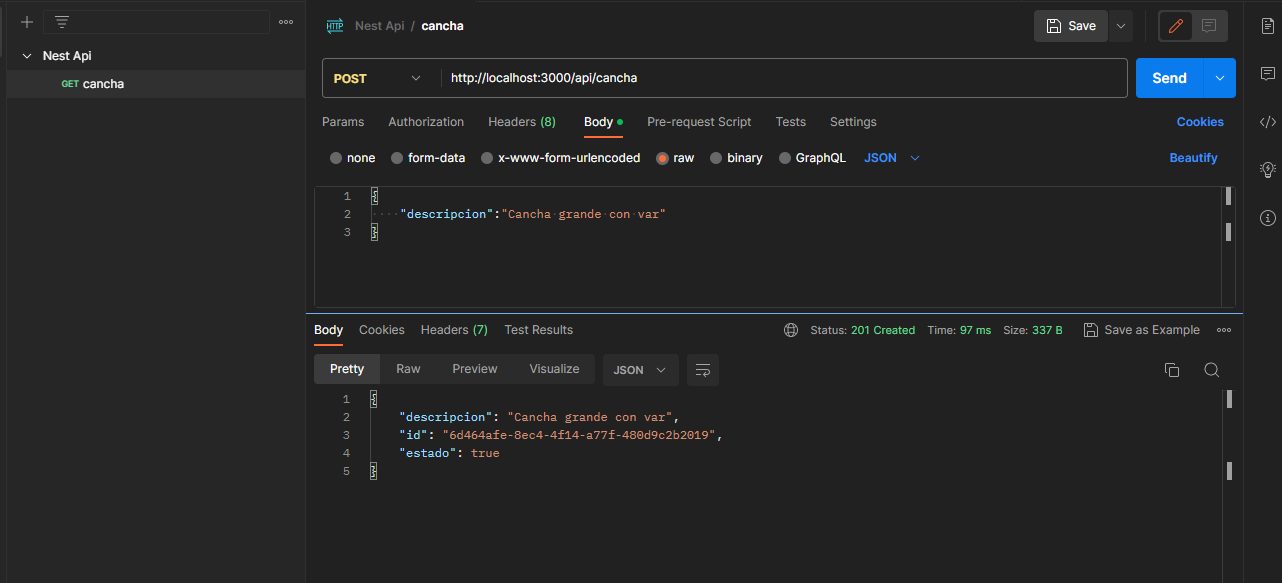 Nest Api / cancha
Save
Nest Api
GET cancha
POST
http://localhost:3000/api/cancha
Send
Params Authorization Headers (8) Body Pre-request Script Tests Settings Cookies
none form-data x-www-form-urlencoded raw binary GraphQL JSON Beautify
1 {
2 "descripcion":"Cancha grande con var"
3 }
Body Cookies Headers (7) Test Results Status: 201 Created Time: 97 ms Size: 337 B Save as Example
Pretty Raw Preview Visualize JSON
1 {
2 "descripcion": "Cancha grande con var",
3 "id": "6d464afe-8ec4-4f14-a77f-480d9c2b2019",
4 "estado": true
5 }